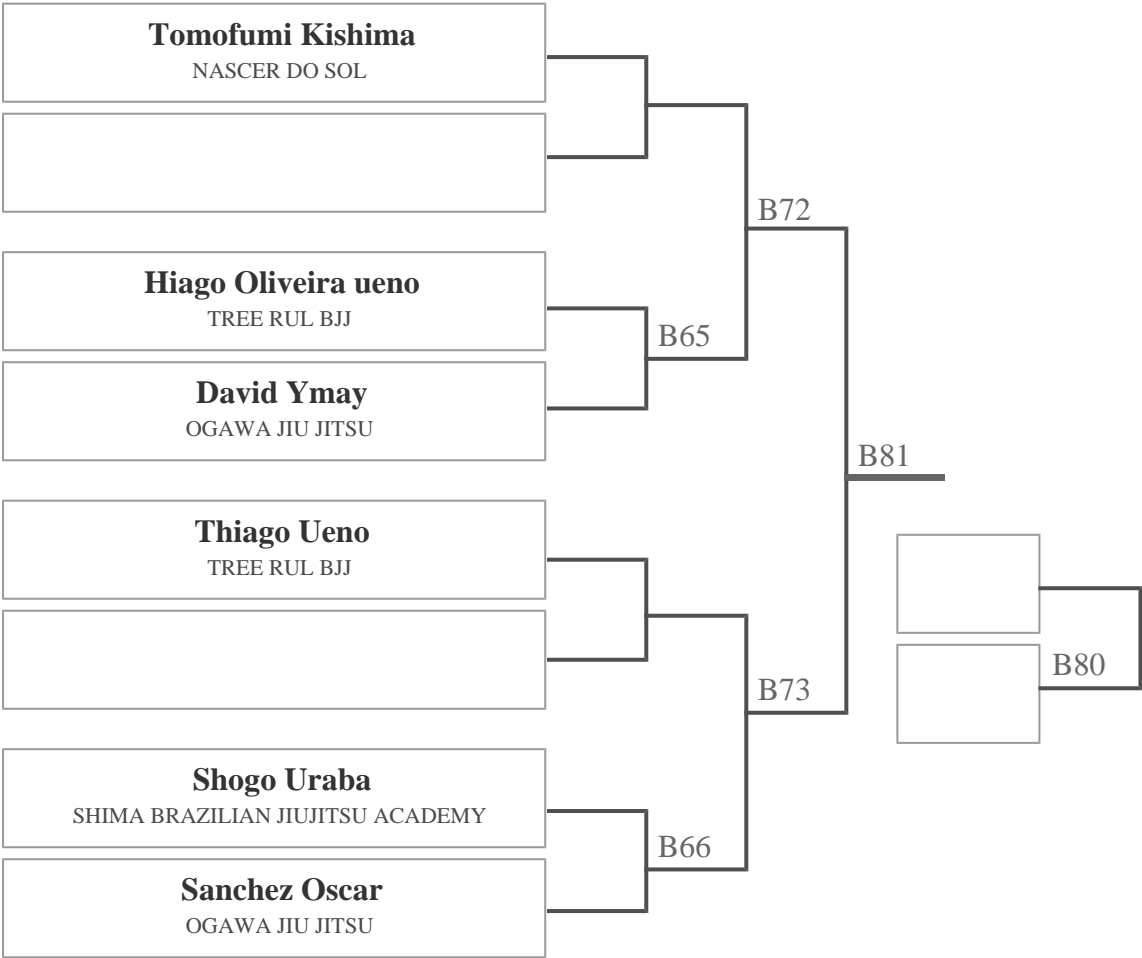 Tomofumi Kishima
NASCER DO SOL
B72
Hiago Oliveira ueno
TREE RUL BJJ
B65
David Ymay
OGAWA JIU JITSU
B81
Thiago Ueno
TREE RUL BJJ
B80
B73
Shogo Uraba
SHIMA BRAZILIAN JIUJITSU ACADEMY
B66
Sanchez Oscar
OGAWA JIU JITSU